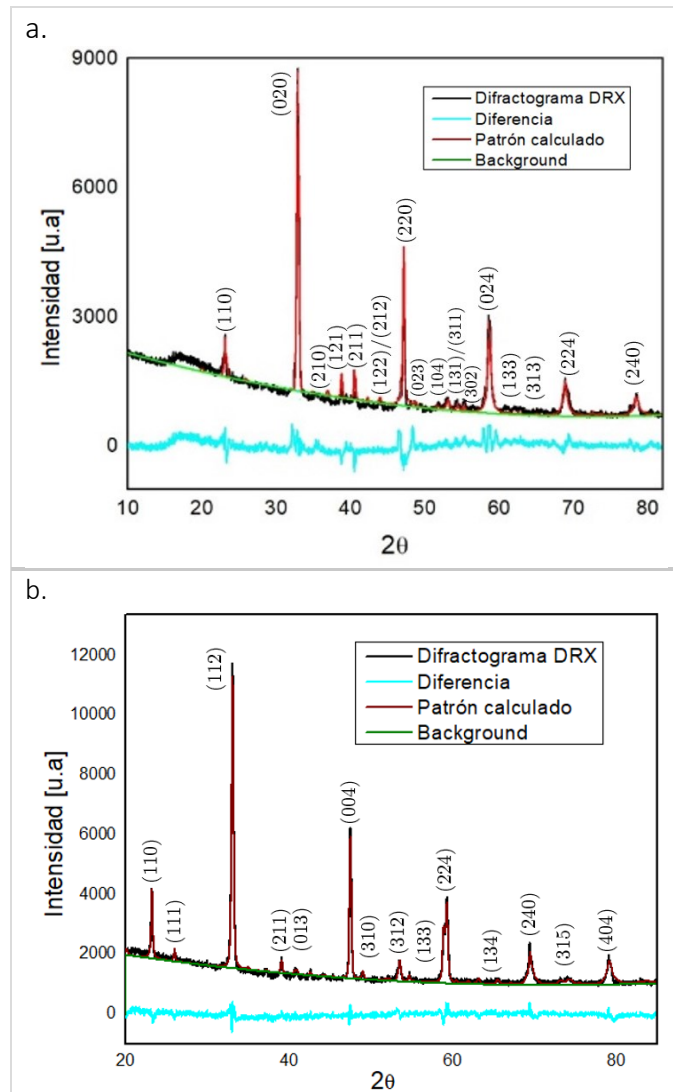 a.
9000
6000
3000
0
Intensidad [u.a]
Difractograma DRX
Diferencia
Patrón calculado
Background
(110)
(020)
(210)
(121)
(211)
(122)/(212)
(220)
(023)
(104)
(131)/(311)
(302)
(024)
(133)
(313)
(224)
(240)
10 20 30 40 50 60 70 80
2θ
b.
12000
10000
8000
6000
4000
2000
0
Intensidad [u.a]
Difractograma DRX
Diferencia
Patrón calculado
Background
(110)
(111)
(112)
(211)
(013)
(004)
(310)
(312)
(133)
(224)
(134)
(240)
(315)
(404)
20 40 60 80
2θ